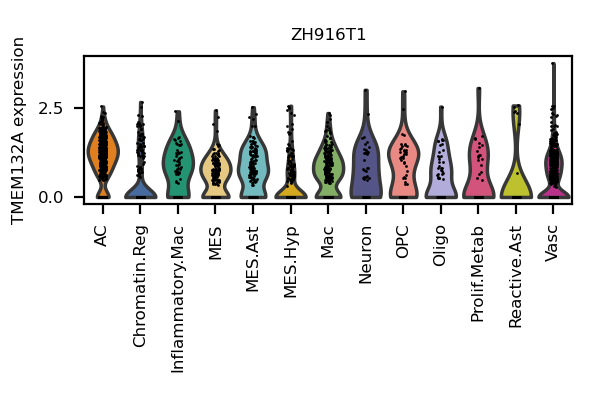 ZH916T1
TMEM132A expression
2.5
0.0
AC
Chromatin.Reg
Inflammatory.Mac
MES
MES.Ast
MES.Hyp
Mac
Neuron
OPC
Oligo
Prolif.Metab
Reactive.Ast
Vasc